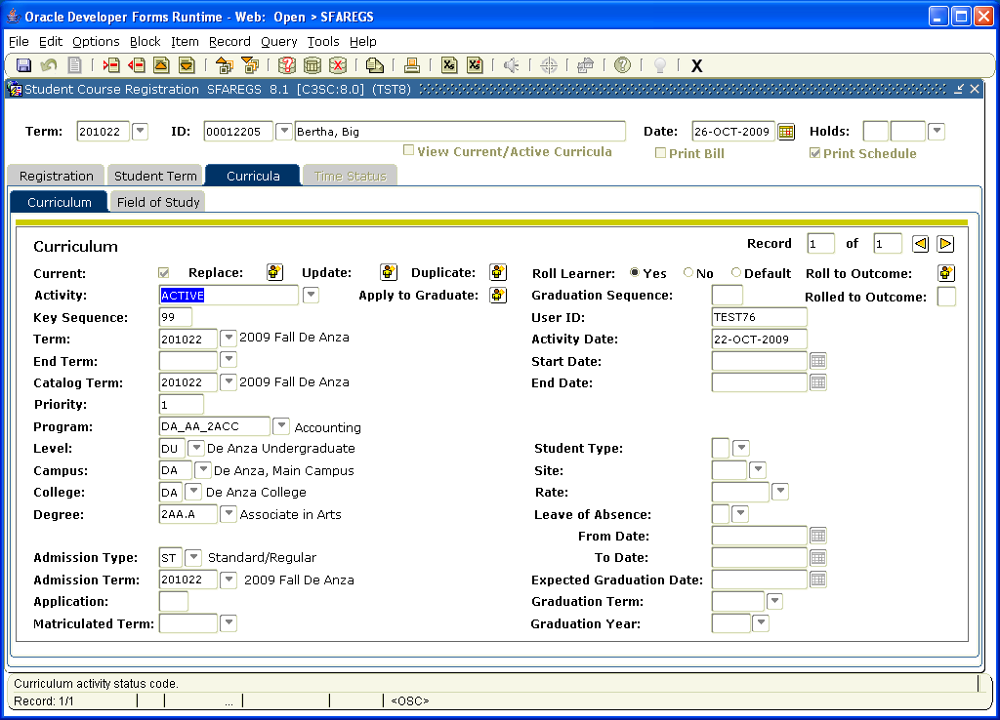 Oracle Developer Forms Runtime - Web: Open > SFAREGS
File Edit Options Block Item Record Query Tools Help
X
Student Course Registration SFAREGS 8.1 [C3SC:8.0] (TST8)
Term: 201022 ID: 00012205 Bertha, Big Date: 26-OCT-2009 Holds:
View Current/Active Curricula Print Bill Print Schedule
Registration Student Term Curricula Time Status
Curriculum Field of Study
Curriculum Record 1 of 1
Current: Replace: Update: Duplicate: Roll Learner: Yes No Default Roll to Outcome:
Activity: ACTIVE Apply to Graduate: Graduation Sequence: Rolled to Outcome:
Key Sequence: 99 User ID: TEST76
Term: 201022 2009 Fall De Anza Activity Date: 22-OCT-2009
End Term: Start Date:
Catalog Term: 201022 2009 Fall De Anza End Date:
Priority: 1
Program: DA_AA_2ACC Accounting
Level: DU De Anza Undergraduate Student Type:
Campus: DA De Anza, Main Campus Site:
College: DA De Anza College Rate:
Degree: 2AA.A Associate in Arts Leave of Absence:
From Date:
Admission Type: ST Standard/Regular To Date:
Admission Term: 201022 2009 Fall De Anza Expected Graduation Date:
Application: Graduation Term:
Matriculated Term: Graduation Year:
Curriculum activity status code.
Record: 1/1 ... <OSC>